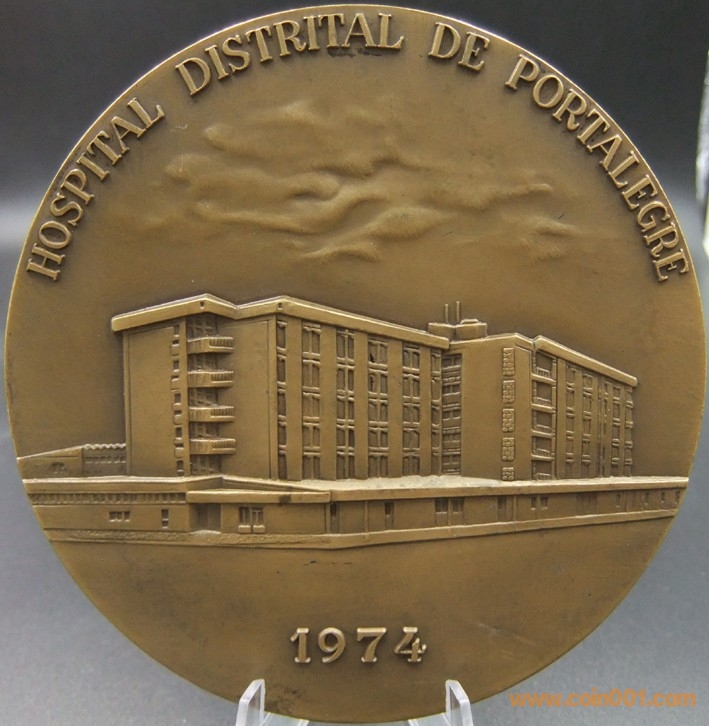 HOSPITAL DISTRITAL DE PORTALEGRE
1974
www.coin001.com